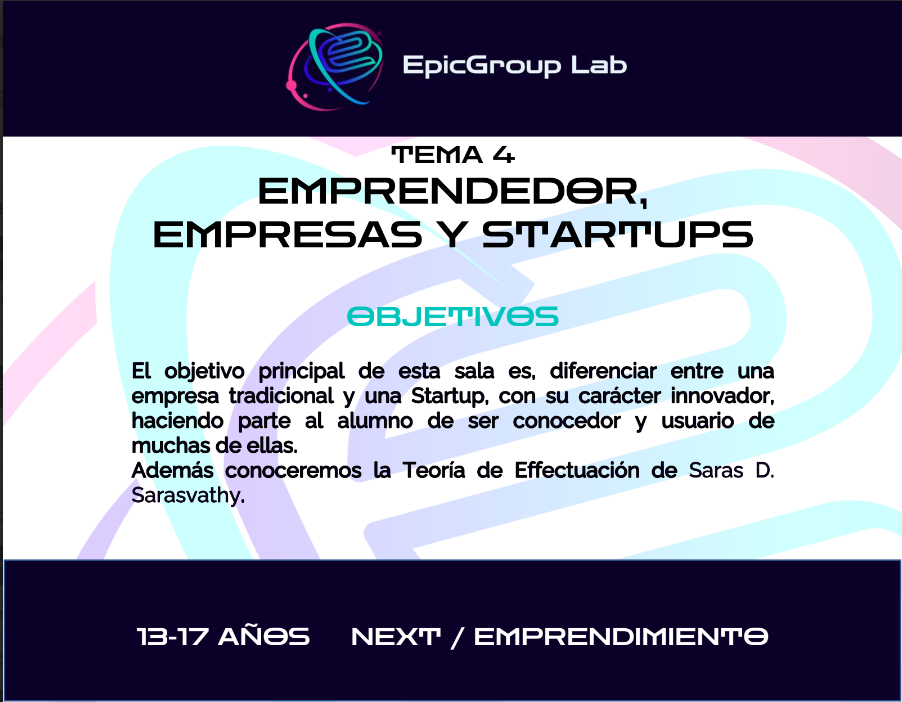 EpicGroup Lab
TEMA 4
EMPRENDEDOR,
EMPRESAS Y STARTUPS
OBJETIVOS
El objetivo principal de esta sala es, diferenciar entre una
empresa tradicional y una Startup, con su carácter innovador,
haciendo parte al alumno de ser conocedor y usuario de
muchas de ellas.
Además conoceremos la Teoría de Effectuación de Saras D.
Sarasvathy.
13-17 AÑOS NEXT / EMPRENDIMIENTO